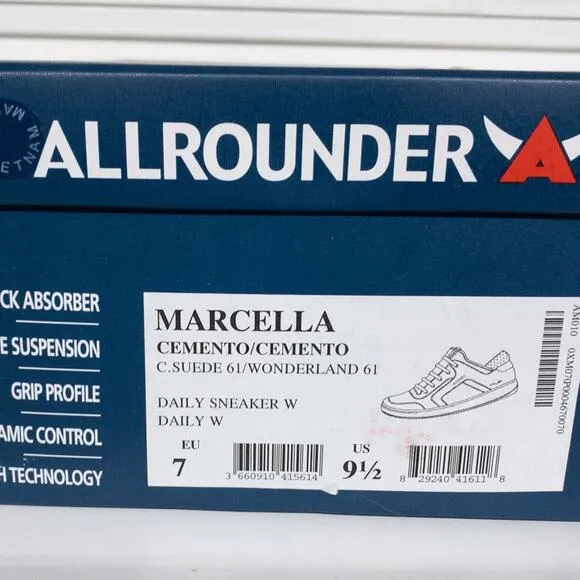 ALLROUNDER
CK ABSORBER
E SUSPENSION
GRIP PROFILE
AMIC CONTROL
H TECHNOLOGY
MARCELLA
CEMENTO/CEMENTO
C.SUEDE 61/WONDERLAND 61
DAILY SNEAKER W
DAILY W
EU
7
3 660910 415614
US
9½
8 29240 41611 8
AM010 0XM07QP0004670070